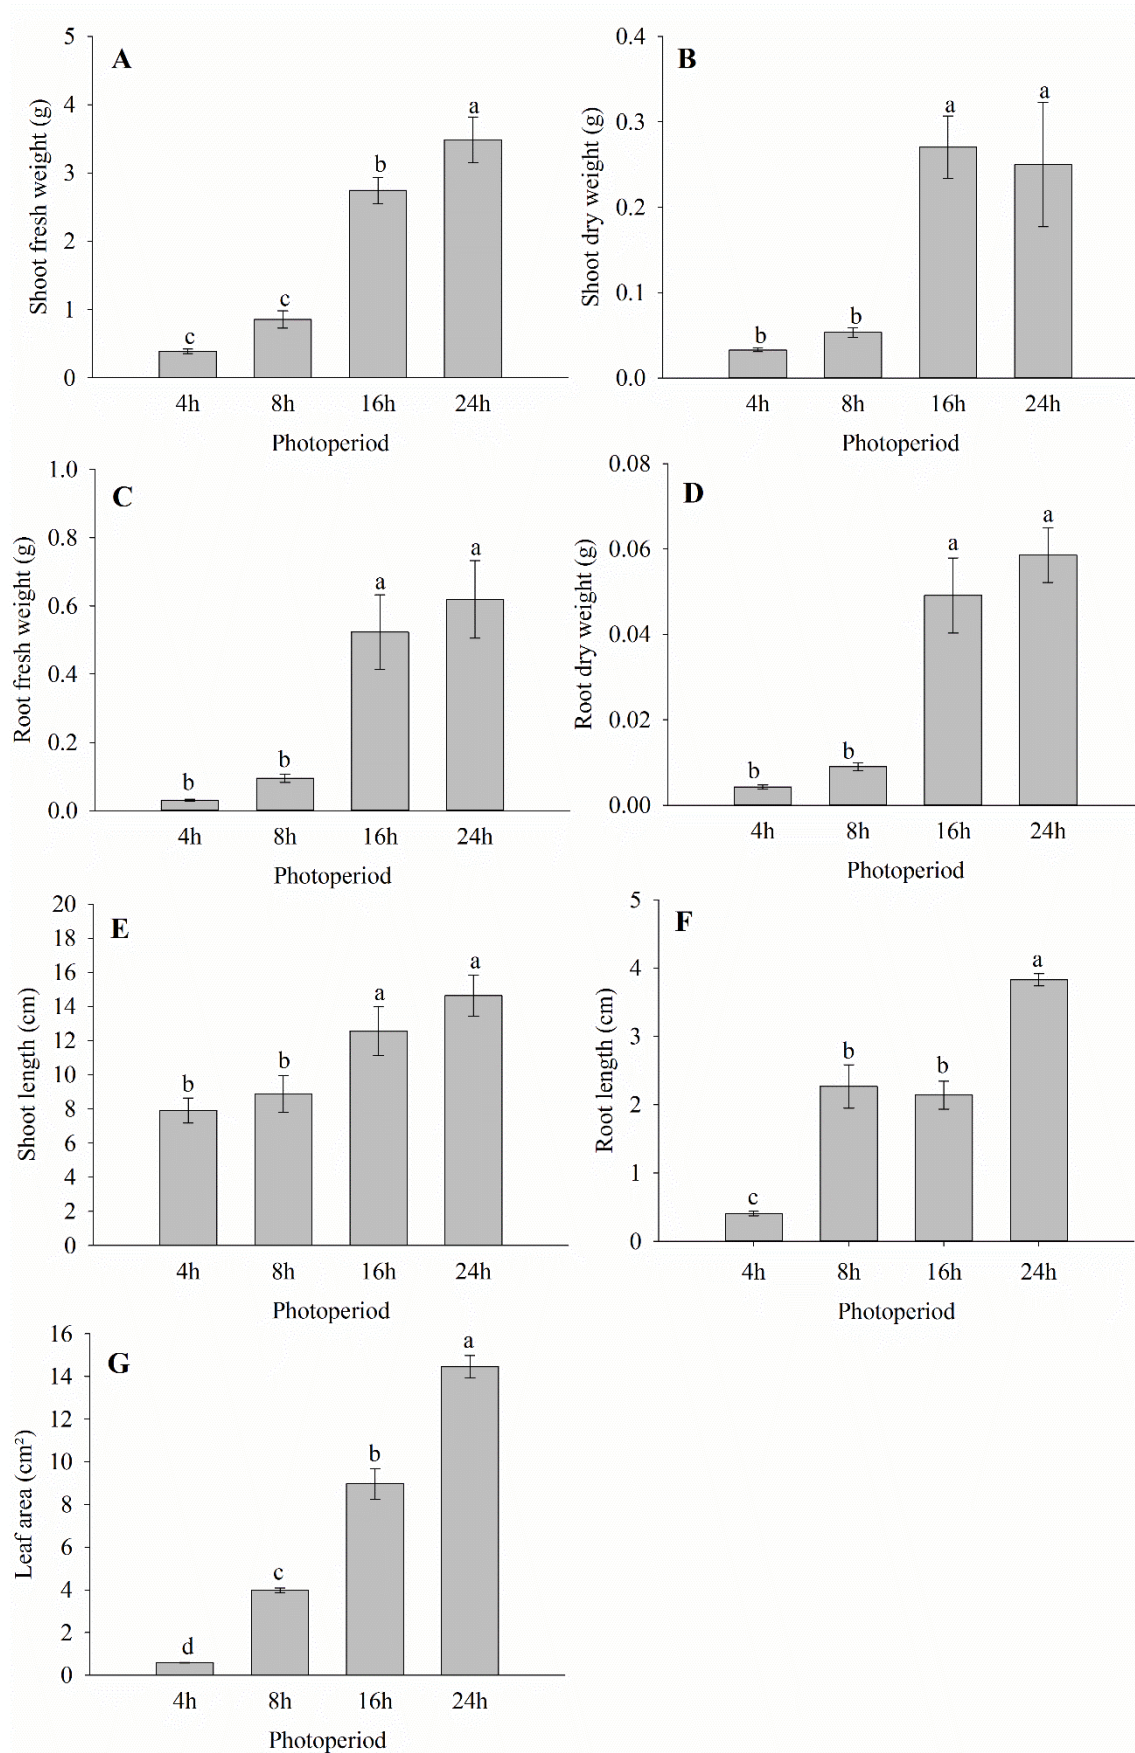 A
Shoot fresh weight (g)
5
4
3
2
1
0
c
c
b
a
4h 8h 16h 24h
Photoperiod
B
Shoot dry weight (g)
0.4
0.3
0.2
0.1
0.0
b
b
a
a
4h 8h 16h 24h
Photoperiod
C
Root fresh weight (g)
1.0
0.8
0.6
0.4
0.2
0.0
b
b
a
a
4h 8h 16h 24h
Photoperiod
D
Root dry weight (g)
0.08
0.06
0.04
0.02
0.00
b
b
a
a
4h 8h 16h 24h
Photoperiod
E
Shoot length (cm)
20
18
16
14
12
10
8
6
4
2
0
b
b
a
a
4h 8h 16h 24h
Photoperiod
F
Root length (cm)
5
4
3
2
1
0
c
b
b
a
4h 8h 16h 24h
Photoperiod
G
Leaf area (cm²)
16
14
12
10
8
6
4
2
0
d
c
b
a
4h 8h 16h 24h
Photoperiod